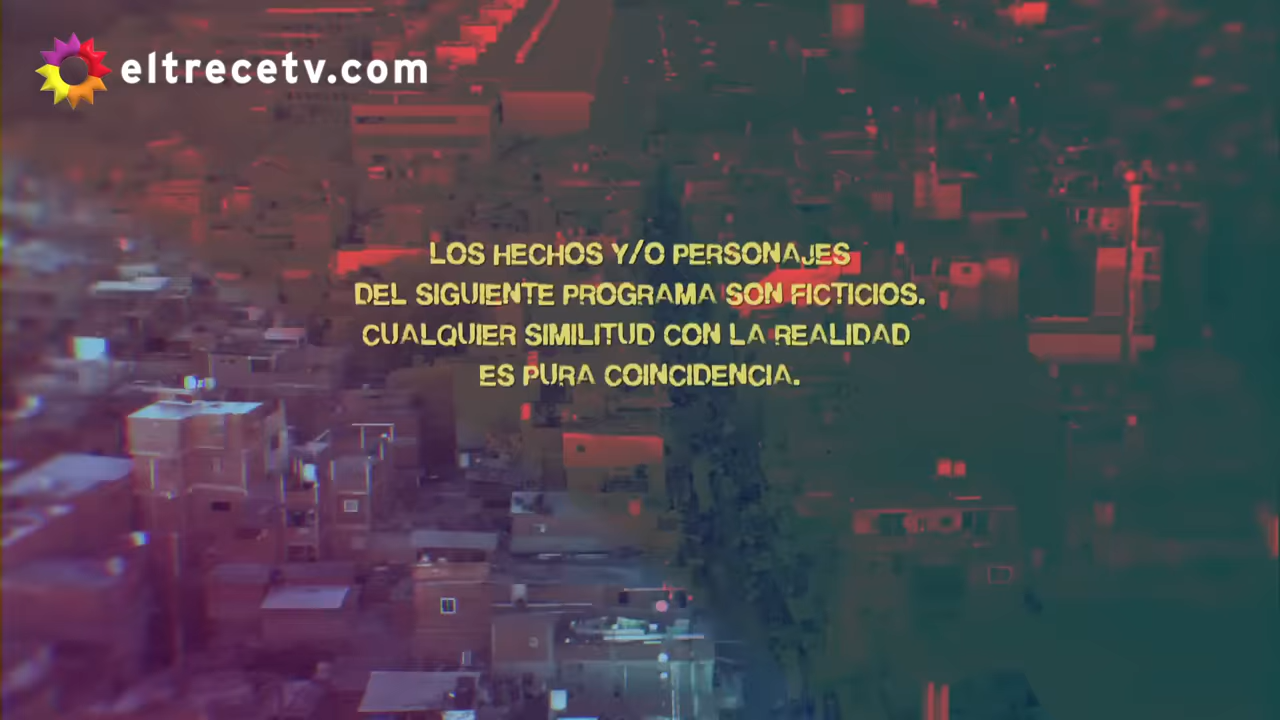 eltrecetv.com
LOS HECHOS Y/O PERSONAJES
DEL SIGUIENTE PROGRAMA SON FICTICIOS.
CUALQUIER SIMILITUD CON LA REALIDAD
ES PURA COINCIDENCIA.